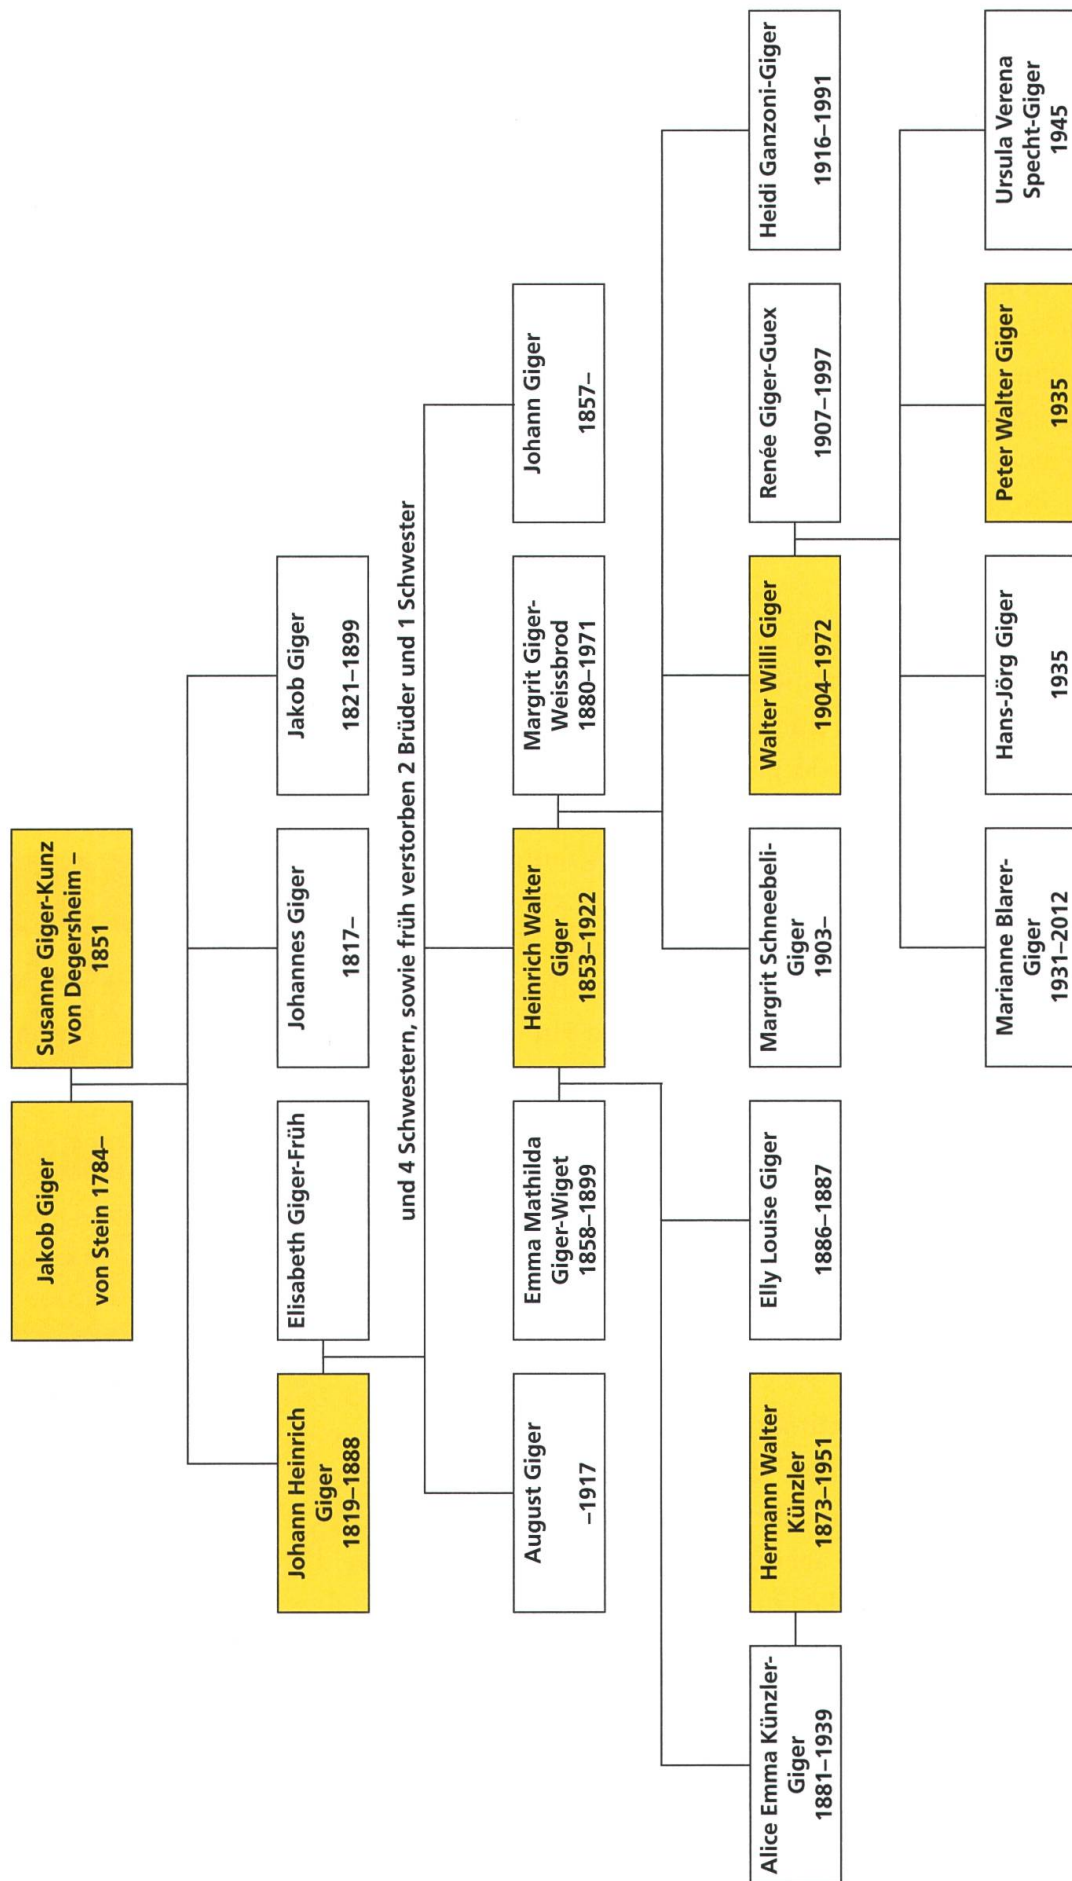 Jakob Giger
von Stein 1784–
Susanne Giger-Kunz
von Degersheim –
1851
Johann Heinrich
Giger
1819–1888
Elisabeth Giger-Früh
Johannes Giger
1817–
Jakob Giger
1821–1899
und 4 Schwestern, sowie früh verstorben 2 Brüder und 1 Schwester
August Giger
–1917
Emma Mathilda
Giger-Wiget
1858–1899
Heinrich Walter
Giger
1853–1922
Margrit Giger-
Weissbrod
1880–1971
Johann Giger
1857–
Alice Emma Künzler-
Giger
1881–1939
Hermann Walter
Künzler
1873–1951
Elly Louise Giger
1886–1887
Margrit Schneebeli-
Giger
1903–
Walter Willi Giger
1904–1972
Renée Giger-Guex
1907–1997
Heidi Ganzoni-Giger
1916–1991
Marianne Blarer-
Giger
1931–2012
Hans-Jörg Giger
1935
Peter Walter Giger
1935
Ursula Verena
Specht-Giger
1945